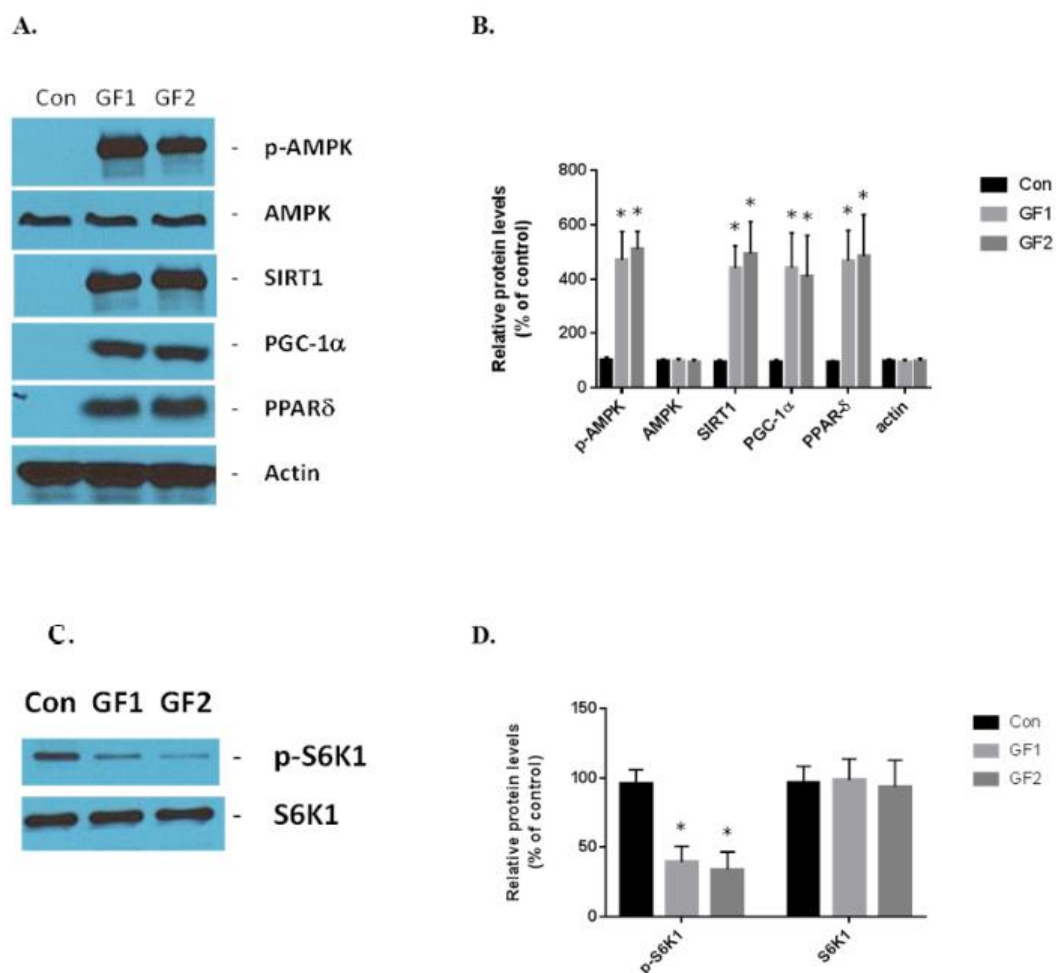 A.
Con GF1 GF2
- p-AMPK
- AMPK
- SIRT1
- PGC-1α
- PPARδ
- Actin
B.
Relative protein levels
(% of control)
800
600
400
200
0
* * * * * * * *
p-AMPK
AMPK
SIRT1
PGC-1α
PPAR-δ
actin
Con
GF1
GF2
C.
Con GF1 GF2
- p-S6K1
- S6K1
D.
Relative protein levels
(% of control)
150
100
50
0
* *
p-S6K1
S6K1
Con
GF1
GF2